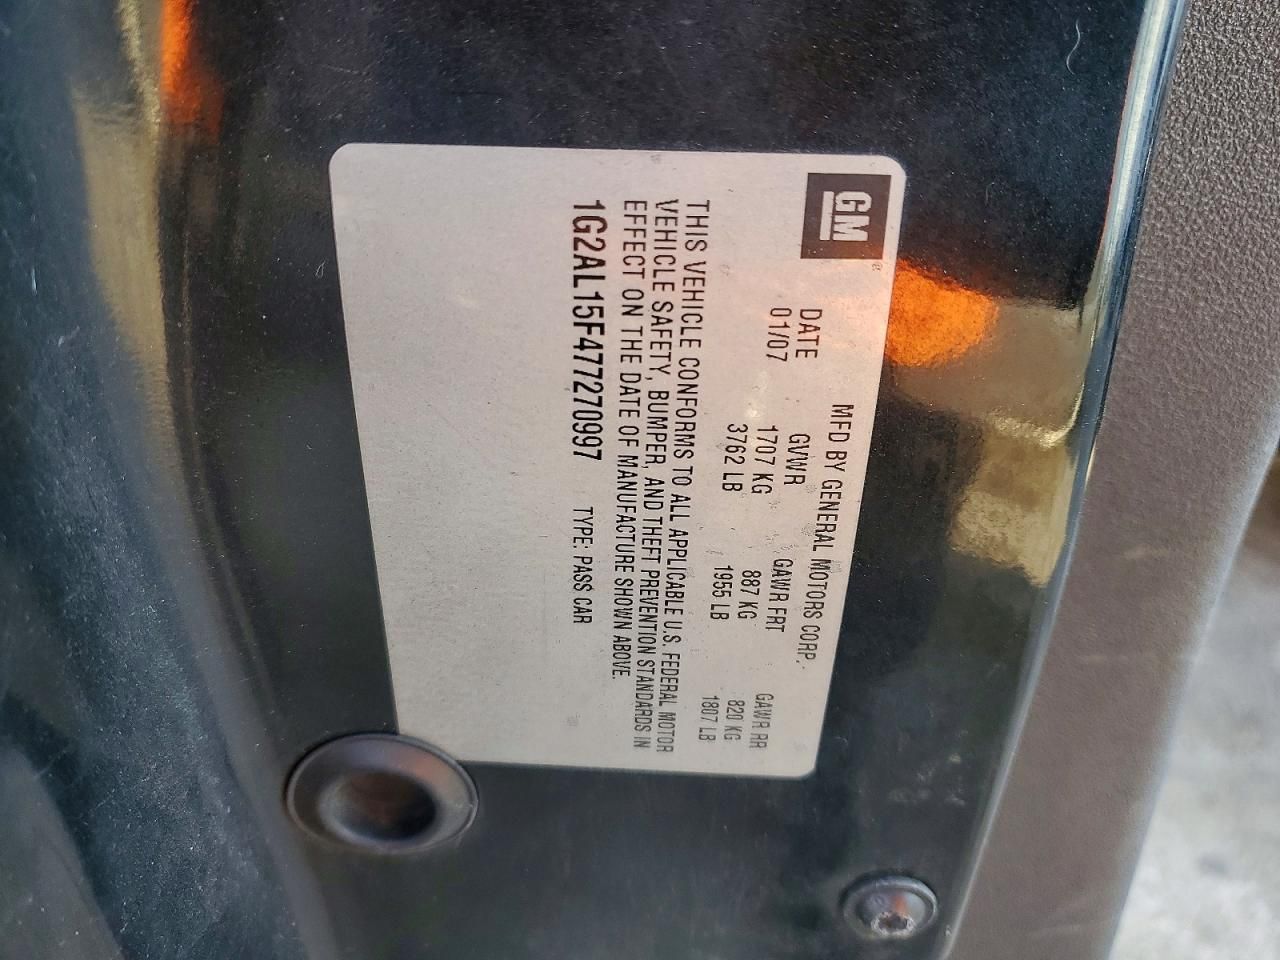 GM
MFD BY GENERAL MOTORS CORP.
DATE GVWR GAWR FRT GAWR RR
01/07 1707 KG 887 KG 820 KG
3762 LB 1955 LB 1807 LB
THIS VEHICLE CONFORMS TO ALL APPLICABLE U.S. FEDERAL MOTOR
VEHICLE SAFETY, BUMPER, AND THEFT PREVENTION STANDARDS IN
EFFECT ON THE DATE OF MANUFACTURE SHOWN ABOVE.
1G2AL15F477270997 TYPE: PASS CAR